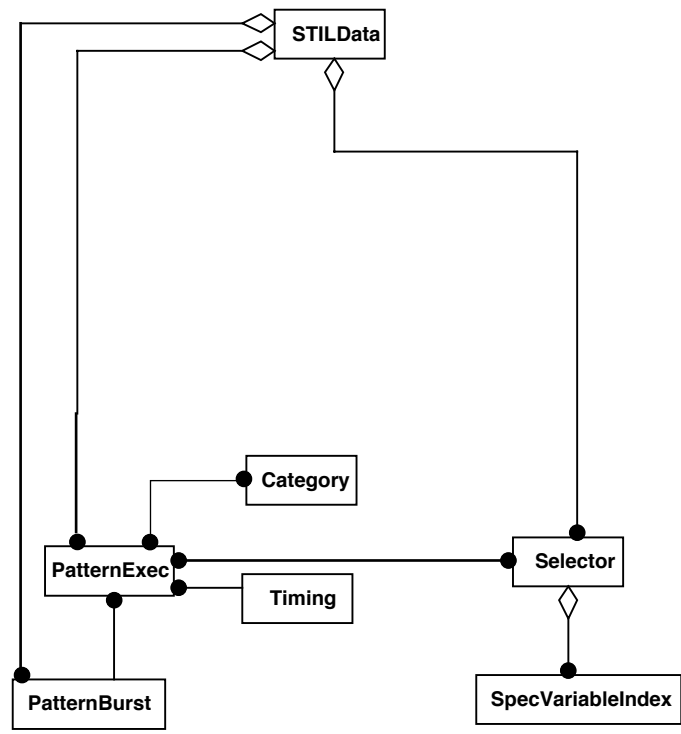 STILData
Category
PatternExec
Selector
Timing
PatternBurst
SpecVariableIndex